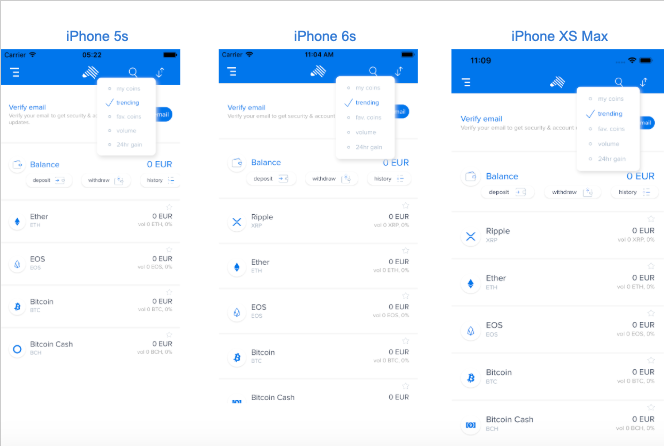 iPhone 5s
Carrier
05:22
my coins
trending
fav. coins
volume
24hr gain
Verify email
Verify your email to get security &
updates
email
Balance
0 EUR
deposit
withdraw
history
Ether
0 EUR
ETH
vol 0 ETH, 0%
EOS
0 EUR
EOS
vol 0 EOS, 0%
Bitcoin
0 EUR
BTC
vol 0 BTC, 0%
Bitcoin Cash
0 EUR
BCH
vol 0 BCH, 0%
iPhone 6s
Carrier
11:04 AM
my coins
trending
fav. coins
volume
24hr gain
Verify email
Verify your email to get security & account
Balance
0 EUR
deposit
withdraw
history
Ripple
0 EUR
XRP
vol 0 XRP, 0%
Ether
0 EUR
ETH
vol 0 ETH, 0%
EOS
0 EUR
EOS
vol 0 EOS, 0%
Bitcoin
0 EUR
BTC
vol 0 BTC, 0%
Bitcoin Cash
0 EUR
iPhone XS Max
11:09
my coins
trending
fav. coins
volume
24hr gain
Verify email
Verify your email to get security & account
Balance
0 EUR
deposit
withdraw
history
Ripple
0 EUR
XRP
vol 0 XRP, 0%
Ether
0 EUR
ETH
vol 0 ETH, 0%
EOS
0 EUR
EOS
vol 0 EOS, 0%
Bitcoin
0 EUR
BTC
vol 0 BTC, 0%
Bitcoin Cash
0 EUR
BCH
vol 0 BCH, 0%